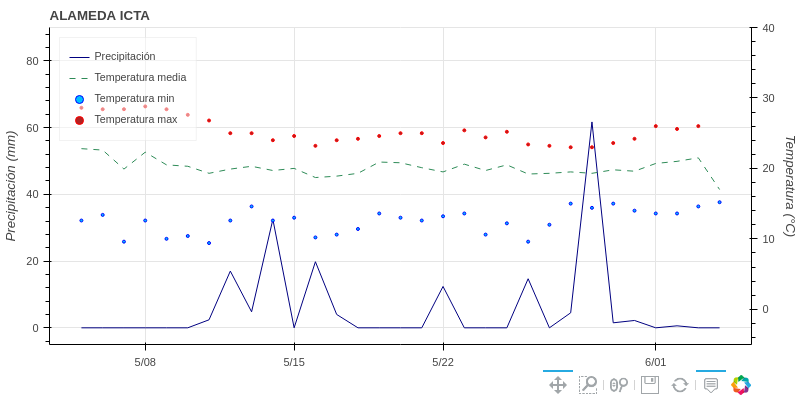 ALAMEDA ICTA
Precipitación
Temperatura media
Temperatura min
Temperatura max
Precipitación (mm)
80
60
40
20
0
Temperatura (°C)
40
30
20
10
0
5/08 5/15 5/22 6/01